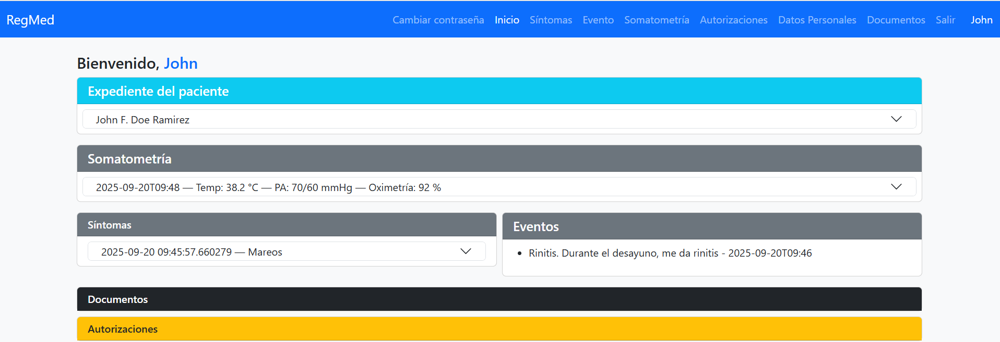 RegMed
Cambiar contraseña Inicio Síntomas Evento Somatometría Autorizaciones Datos Personales Documentos Salir John
Bienvenido, John
Expediente del paciente
John F. Doe Ramirez
Somatometría
2025-09-20T09:48 — Temp: 38.2 °C — PA: 70/60 mmHg — Oximetría: 92 %
Síntomas
2025-09-20 09:45:57.660279 — Mareos
Eventos
• Rinitis. Durante el desayuno, me da rinitis - 2025-09-20T09:46
Documentos
Autorizaciones